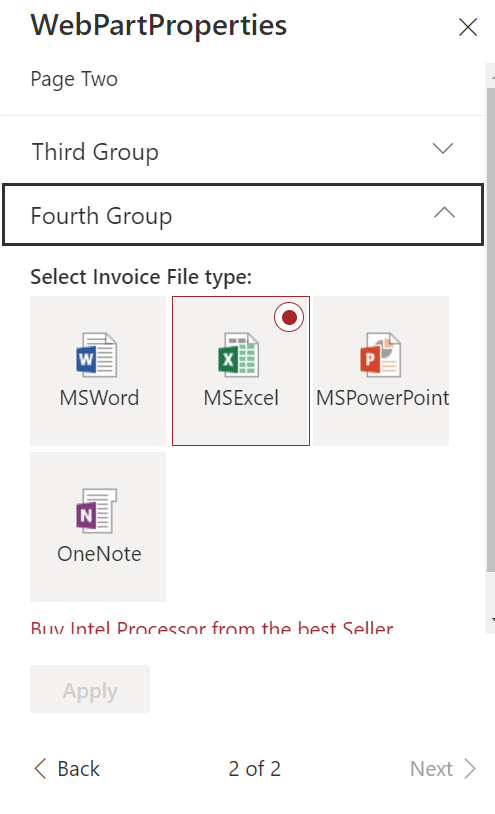 WebPartProperties
Page Two
Third Group
Fourth Group
Select Invoice File type:
W
X
P
MSWord
MSExcel
MSPowerPoint
N
OneNote
Buy Intel Processor from the best Seller
Apply
Back
2 of 2
Next